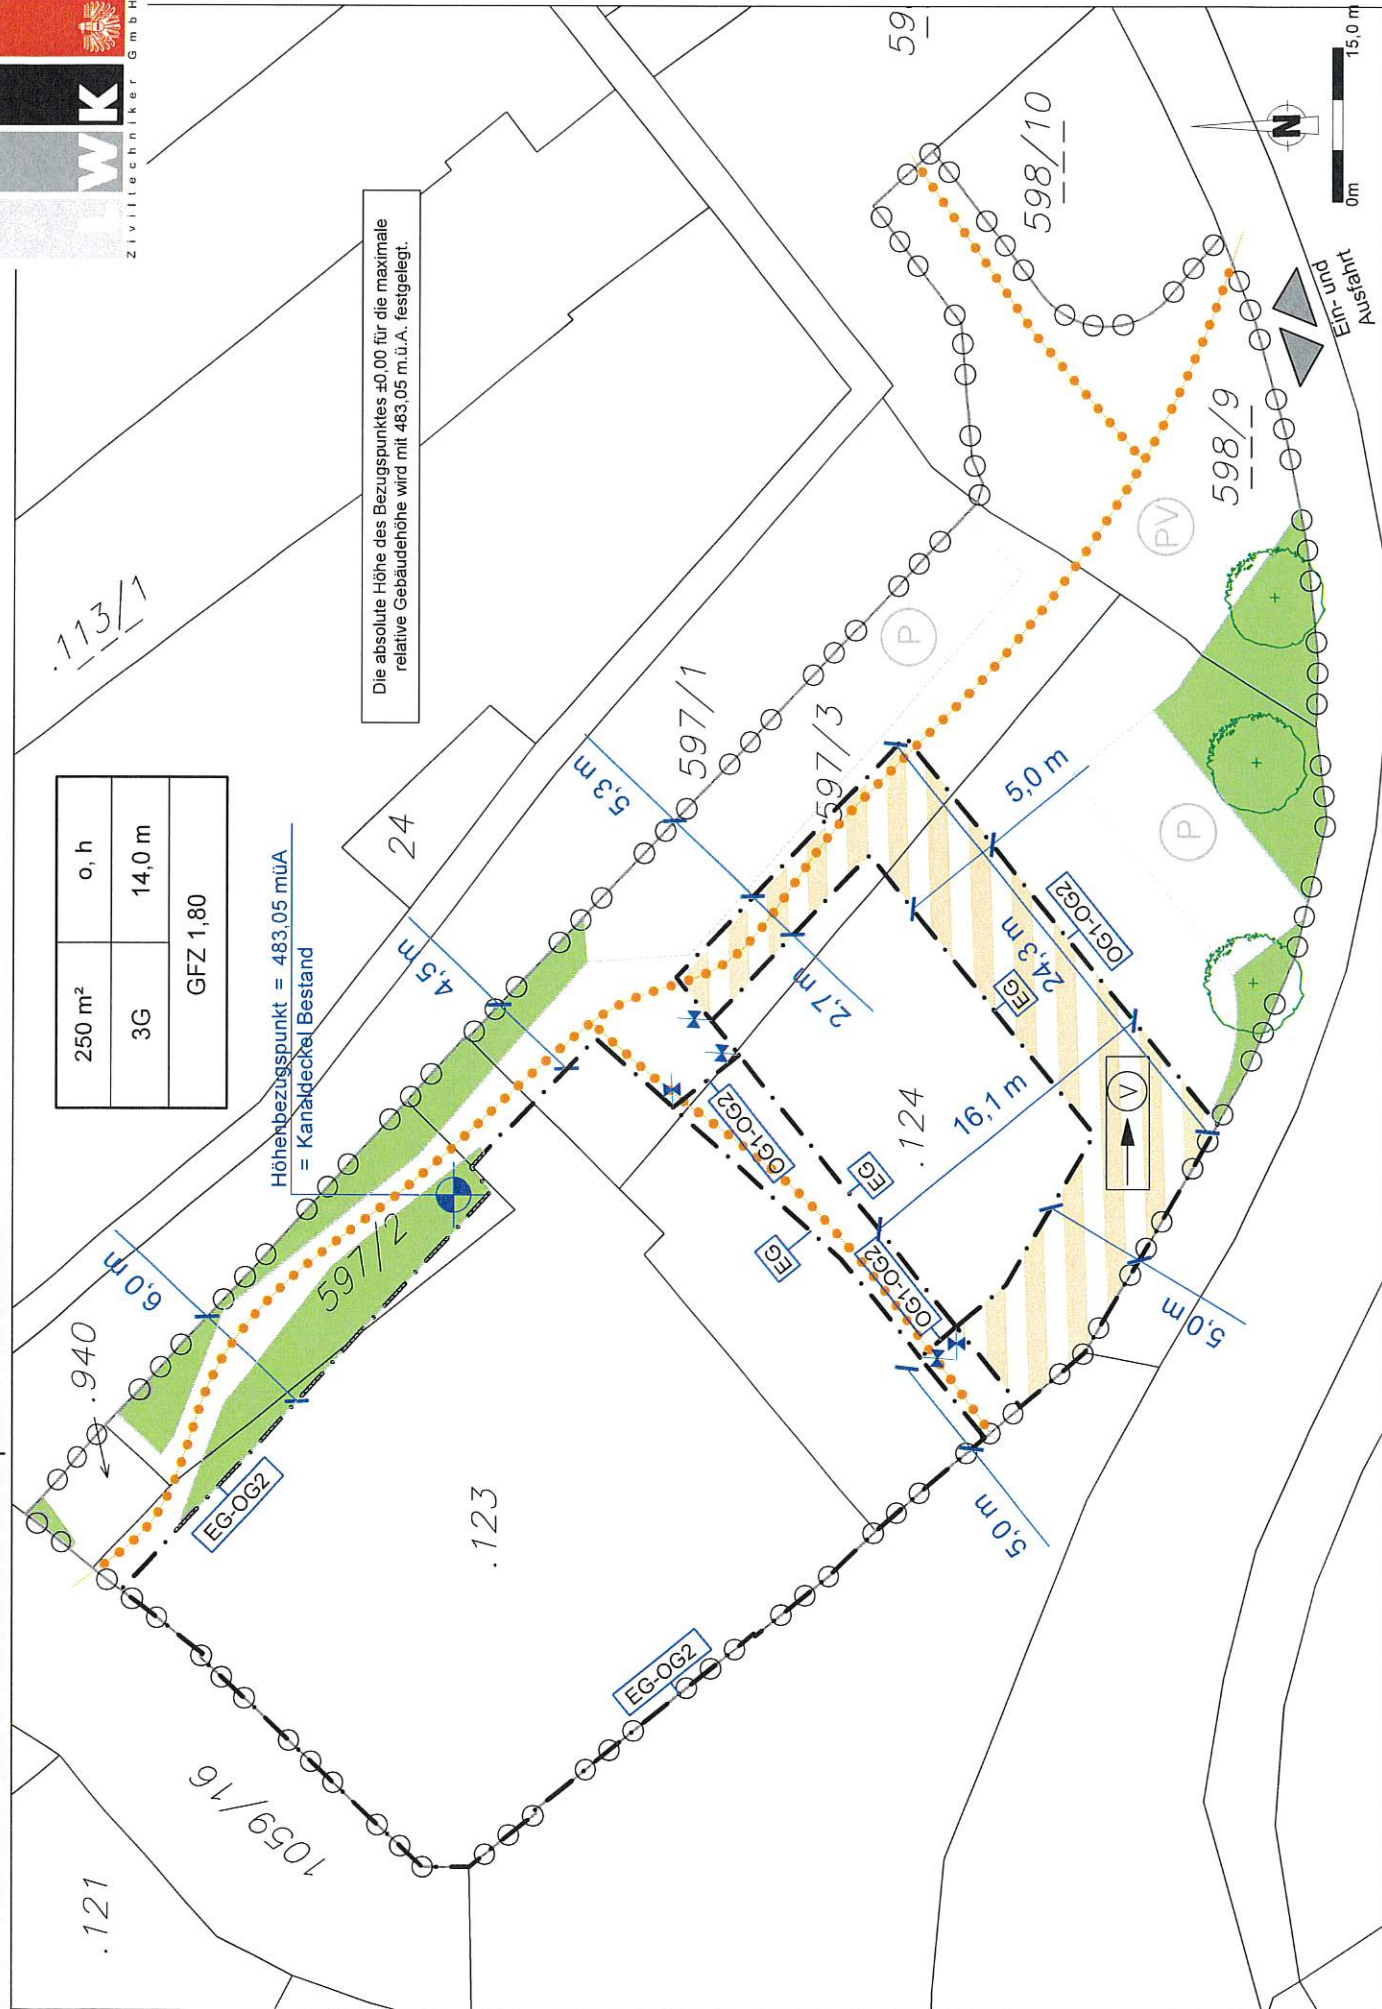 LWK
Ziviltechniker GmbH
.113/1
59
Die absolute Höhe des Bezugspunktes ±0,00 für die maximale
relative Gebäudehöhe wird mit 483,05 m.ü.A. festgelegt.
250 m² o, h
3G 14,0 m
GFZ 1,80
24
Höhenbezugspunkt = 483,05 müA
= Kanaldeckel Bestand
598/10
N
0m 15,0 m
Ein- und
Ausfahrt
598/9
PV
P
597/1
597/3
5,3 m
4,5 m
6,0 m
.940
597/2
2,7 m
5,0 m
24,3 m
OG1-OG2
EG
P
.124
16,1 m
V
OG1-OG2
EG
EG
OG1-OG2
5,0 m
5,0 m
EG-OG2
.123
EG-OG2
1059/16
.121